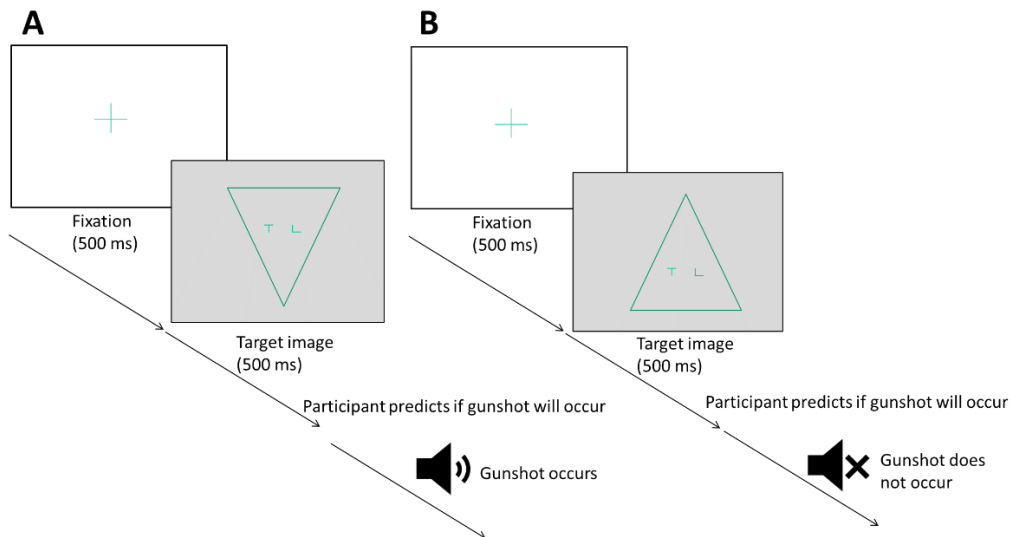 A
T L
Fixation
(500 ms)
Target image
(500 ms)
Participant predicts if gunshot will occur
Gunshot occurs
B
T L
Fixation
(500 ms)
Target image
(500 ms)
Participant predicts if gunshot will occur
Gunshot does
not occur